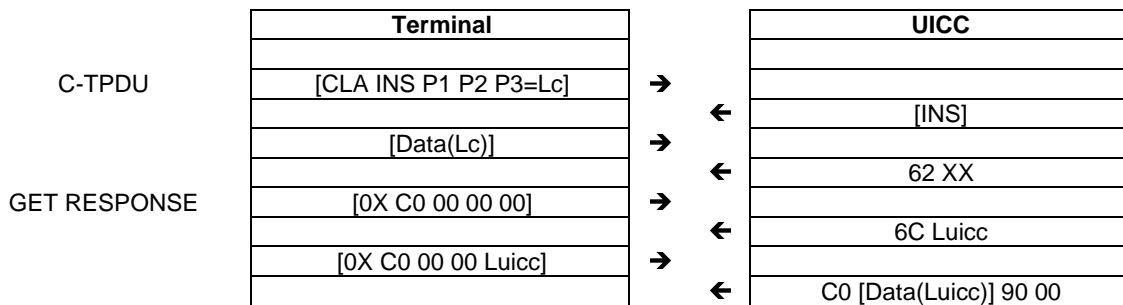 Terminal UICC
C-TPDU [CLA INS P1 P2 P3=Lc] ➔
🡰 [INS]
[Data(Lc)] ➔
🡰 62 XX
GET RESPONSE [0X C0 00 00 00] ➔
🡰 6C Luicc
[0X C0 00 00 Luicc] ➔
🡰 C0 [Data(Luicc)] 90 00